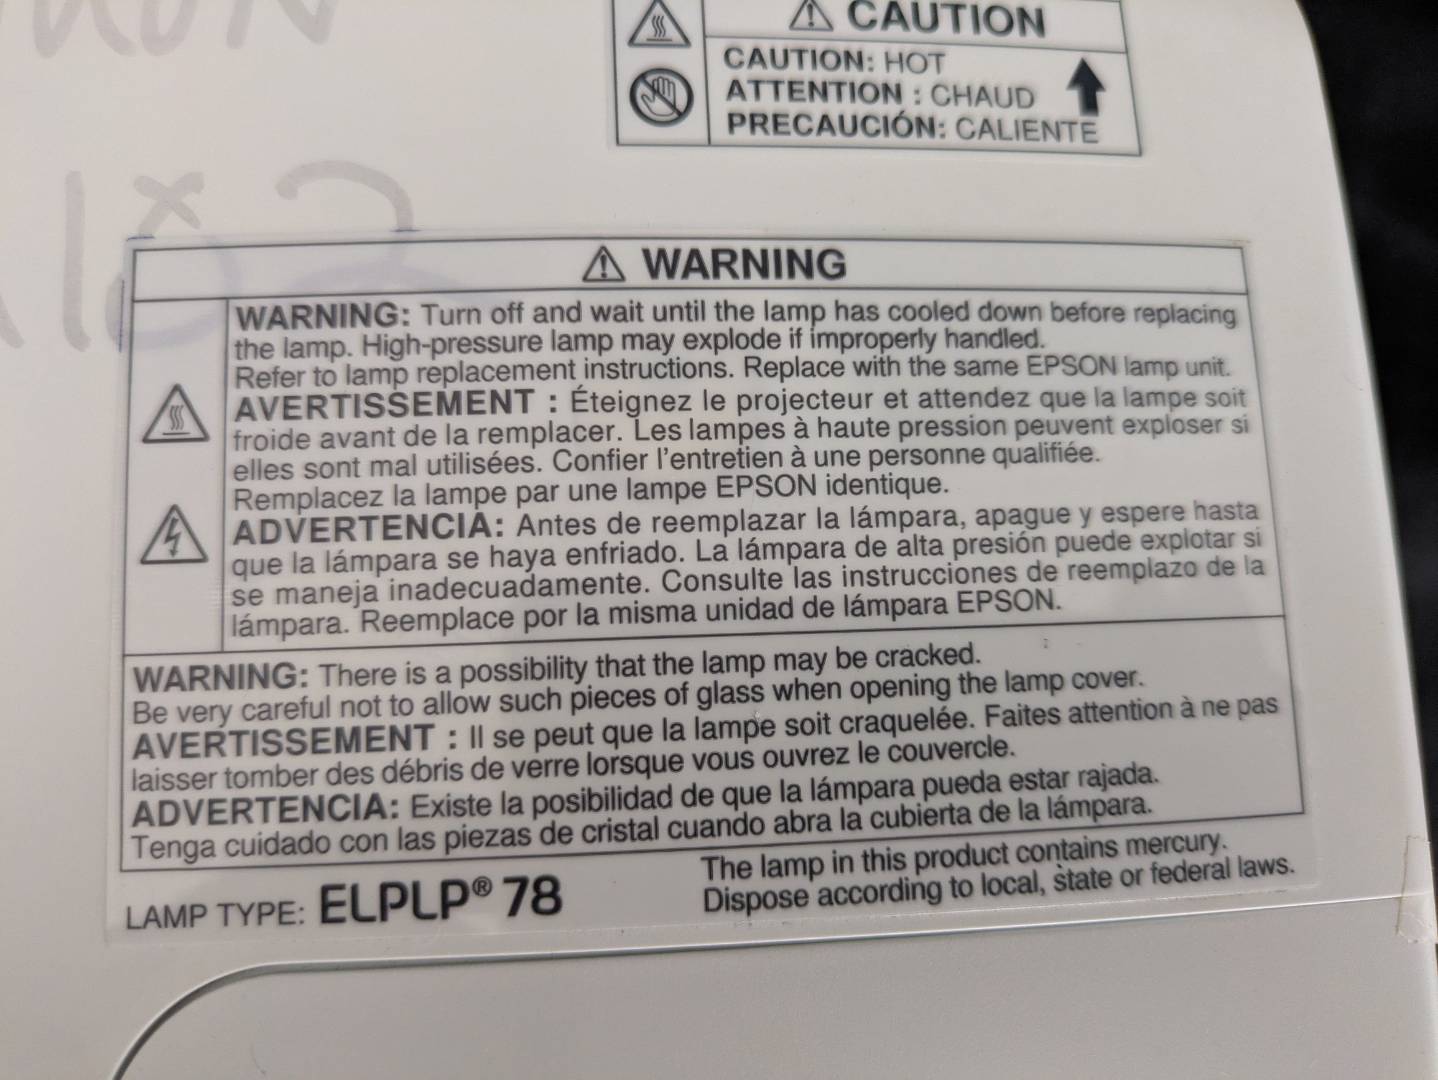 CAUTION
CAUTION: HOT
ATTENTION : CHAUD
PRECAUCIÓN: CALIENTE
WARNING
WARNING: Turn off and wait until the lamp has cooled down before replacing
the lamp. High-pressure lamp may explode if improperly handled.
Refer to lamp replacement instructions. Replace with the same EPSON lamp unit.
AVERTISSEMENT : Éteignez le projecteur et attendez que la lampe soit
froide avant de la remplacer. Les lampes à haute pression peuvent exploser si
elles sont mal utilisées. Confier l'entretien à une personne qualifiée.
Remplacez la lampe par une lampe EPSON identique.
ADVERTENCIA: Antes de reemplazar la lámpara, apague y espere hasta
que la lámpara se haya enfriado. La lámpara de alta presión puede explotar si
se maneja inadecuadamente. Consulte las instrucciones de reemplazo de la
lámpara. Reemplace por la misma unidad de lámpara EPSON.
WARNING: There is a possibility that the lamp may be cracked.
Be very careful not to allow such pieces of glass when opening the lamp cover.
AVERTISSEMENT : Il se peut que la lampe soit craquelée. Faites attention à ne pas
laisser tomber des débris de verre lorsque vous ouvrez le couvercle.
ADVERTENCIA: Existe la posibilidad de que la lámpara pueda estar rajada.
Tenga cuidado con las piezas de cristal cuando abra la cubierta de la lámpara.
LAMP TYPE: ELPLP® 78
The lamp in this product contains mercury.
Dispose according to local, state or federal laws.